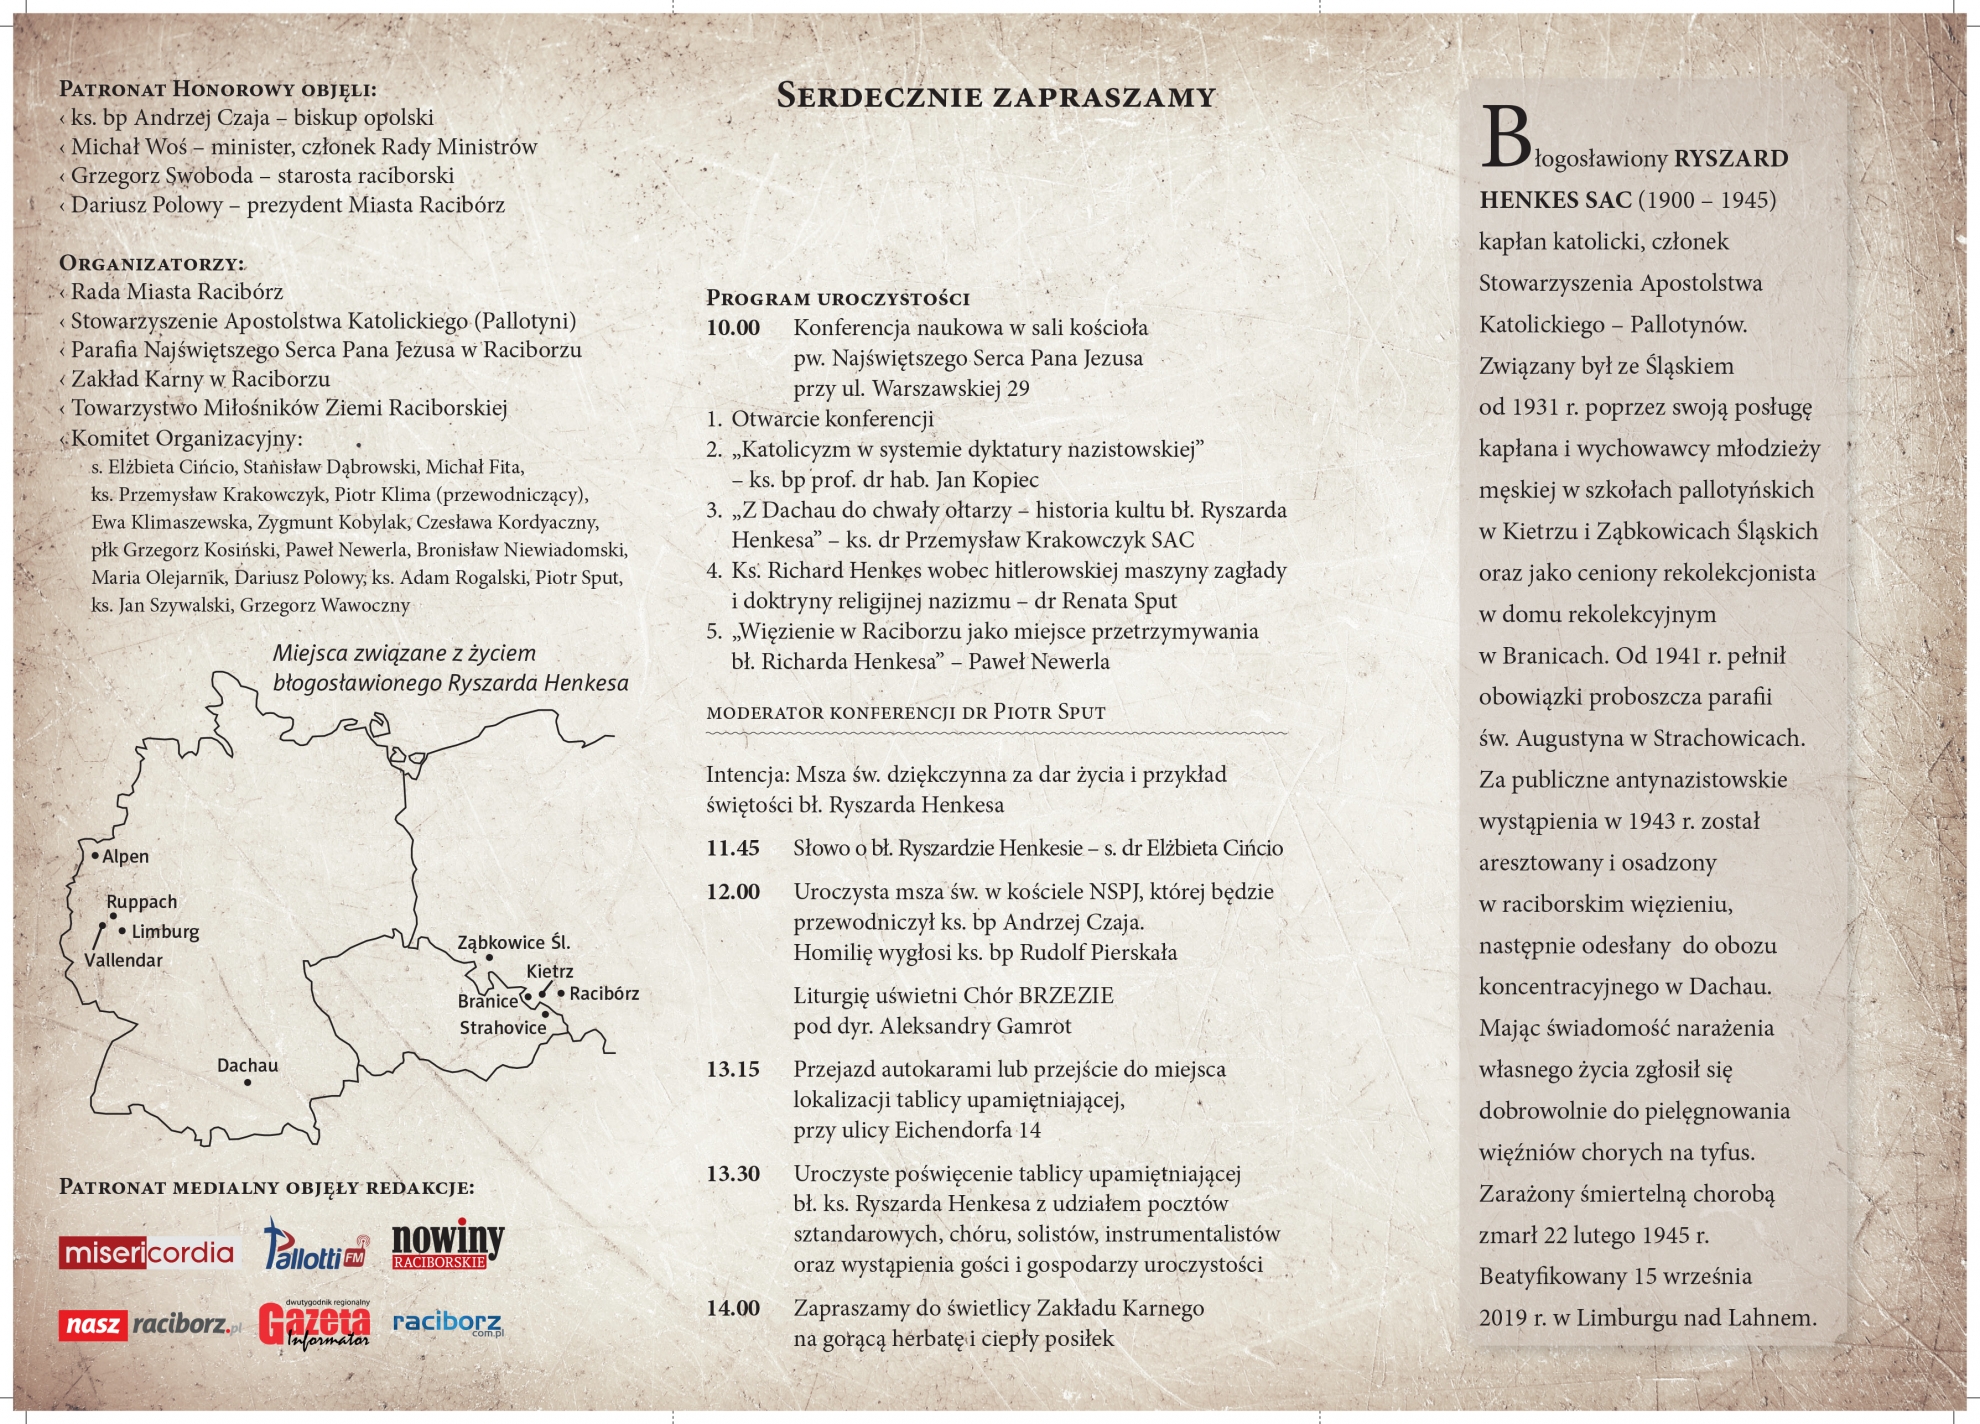 Patronat Honorowy objęli:
‹ ks. bp Andrzej Czaja – biskup opolski
‹ Michał Woś – minister, członek Rady Ministrów
‹ Grzegorz Swoboda – starosta raciborski
‹ Dariusz Polowy – prezydent Miasta Racibórz
Organizatorzy:
‹ Rada Miasta Racibórz
‹ Stowarzyszenie Apostolstwa Katolickiego (Pallotyni)
‹ Parafia Najświętszego Serca Pana Jezusa w Raciborzu
‹ Zakład Karny w Raciborzu
‹ Towarzystwo Miłośników Ziemi Raciborskiej
‹ Komitet Organizacyjny:
s. Elżbieta Cińcio, Stanisław Dąbrowski, Michał Fita,
ks. Przemysław Krakowczyk, Piotr Klima (przewodniczący),
Ewa Klimaszewska, Zygmunt Kobylak, Czesława Kordyaczny,
płk Grzegorz Kosiński, Paweł Newerla, Bronisław Niewiadomski,
Maria Olejarnik, Dariusz Polowy, ks. Adam Rogalski, Piotr Sput,
ks. Jan Szywalski, Grzegorz Wawoczny
Miejsca związane z życiem
błogosławionego Ryszarda Henkesa
Alpen
Ruppach
Limburg
Vallendar
Ząbkowice Śl.
Kietrz
Branice
Racibórz
Strahovice
Dachau
Patronat medialny objęły redakcje:
misericordia
Pallotti FM
nowiny
RACIBORSKIE
nasz raciborz.pl
dwutygodnik regionalny
Gazeta
Informator
raciborz
com.pl
Serdecznie zapraszamy
Program uroczystości
10.00 Konferencja naukowa w sali kościoła
pw. Najświętszego Serca Pana Jezusa
przy ul. Warszawskiej 29
1. Otwarcie konferencji
2. „Katolicyzm w systemie dyktatury nazistowskiej”
– ks. bp prof. dr hab. Jan Kopiec
3. „Z Dachau do chwały ołtarzy – historia kultu bł. Ryszarda
Henkesa” – ks. dr Przemysław Krakowczyk SAC
4. Ks. Richard Henkes wobec hitlerowskiej maszyny zagłady
i doktryny religijnej nazizmu – dr Renata Sput
5. „Więzienie w Raciborzu jako miejsce przetrzymywania
bł. Richarda Henkesa” – Paweł Newerla
moderator konferencji dr Piotr Sput
Intencja: Msza św. dziękczynna za dar życia i przykład
świętości bł. Ryszarda Henkesa
11.45 Słowo o bł. Ryszardzie Henkesie – s. dr Elżbieta Cińcio
12.00 Uroczysta msza św. w kościele NSPJ, której będzie
przewodniczył ks. bp Andrzej Czaja.
Homilię wygłosi ks. bp Rudolf Pierskała
Liturgię uświetni Chór BRZEZIE
pod dyr. Aleksandry Gamrot
13.15 Przejazd autokarami lub przejście do miejsca
lokalizacji tablicy upamiętniającej,
przy ulicy Eichendorfa 14
13.30 Uroczyste poświęcenie tablicy upamiętniającej
bł. ks. Ryszarda Henkesa z udziałem pocztów
sztandarowych, chóru, solistów, instrumentalistów
oraz wystąpienia gości i gospodarzy uroczystości
14.00 Zapraszamy do świetlicy Zakładu Karnego
na gorącą herbatę i ciepły posiłek
Błogosławiony RYSZARD
HENKES SAC (1900 – 1945)
kapłan katolicki, członek
Stowarzyszenia Apostolstwa
Katolickiego – Pallotynów.
Związany był ze Śląskiem
od 1931 r. poprzez swoją posługę
kapłana i wychowawcy młodzieży
męskiej w szkołach pallotyńskich
w Kietrzu i Ząbkowicach Śląskich
oraz jako ceniony rekolekcjonista
w domu rekolekcyjnym
w Branicach. Od 1941 r. pełnił
obowiązki proboszcza parafii
św. Augustyna w Strachowicach.
Za publiczne antynazistowskie
wystąpienia w 1943 r. został
aresztowany i osadzony
w raciborskim więzieniu,
następnie odesłany do obozu
koncentracyjnego w Dachau.
Mając świadomość narażenia
własnego życia zgłosił się
dobrowolnie do pielęgnowania
więźniów chorych na tyfus.
Zarażony śmiertelną chorobą
zmarł 22 lutego 1945 r.
Beatyfikowany 15 września
2019 r. w Limburgu nad Lahnem.